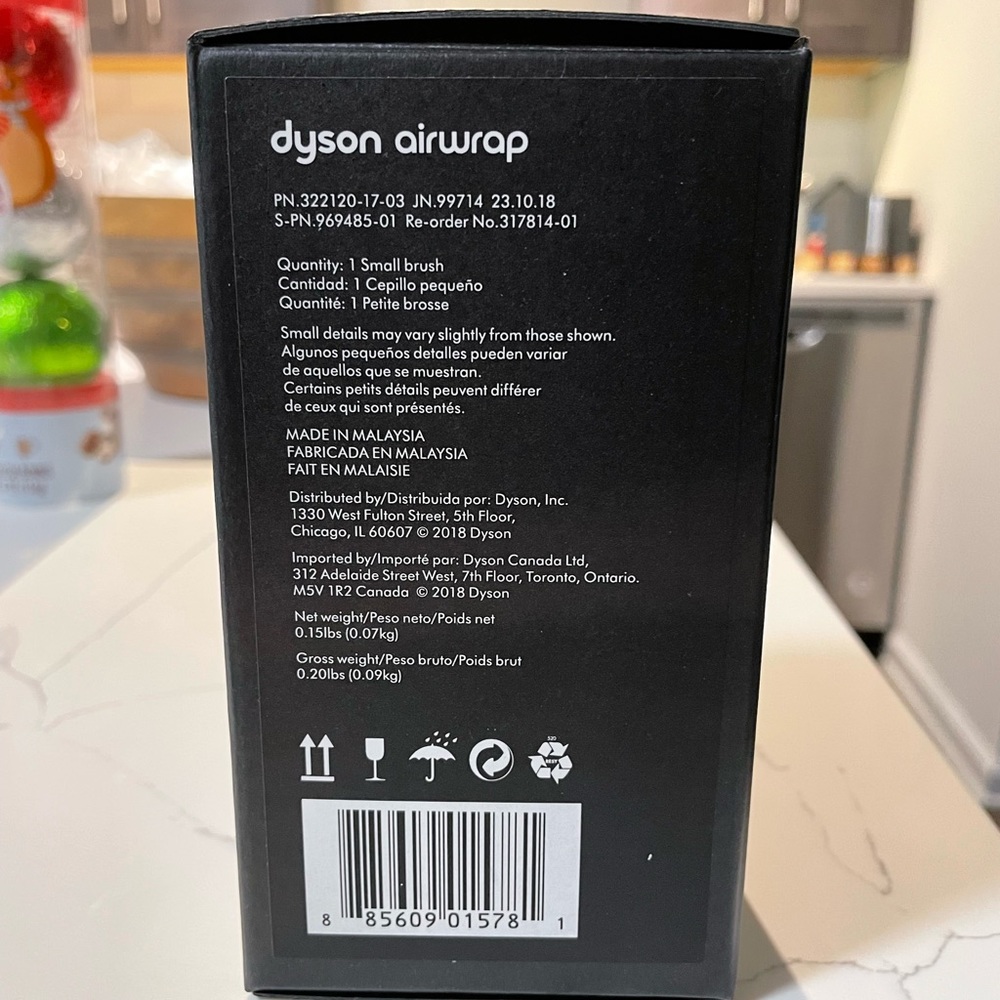 dyson airwrap
PN.322120-17-03 JN.99714 23.10.18
S-PN.969485-01 Re-order No.317814-01
Quantity: 1 Small brush
Cantidad: 1 Cepillo pequeño
Quantité: 1 Petite brosse
Small details may vary slightly from those shown.
Algunos pequeños detalles pueden variar
de aquellos que se muestran.
Certains petits détails peuvent différer
de ceux qui sont présentés.
MADE IN MALAYSIA
FABRICADA EN MALAYSIA
FAIT EN MALAISIE
Distributed by/Distribuida por: Dyson, Inc.
1330 West Fulton Street, 5th Floor,
Chicago, IL 60607 © 2018 Dyson
Imported by/Importé par: Dyson Canada Ltd,
312 Adelaide Street West, 7th Floor, Toronto, Ontario.
M5V 1R2 Canada © 2018 Dyson
Net weight/Peso neto/Poids net
0.15lbs (0.07kg)
Gross weight/Peso bruto/Poids brut
0.20lbs (0.09kg)
8 85609 01578 1